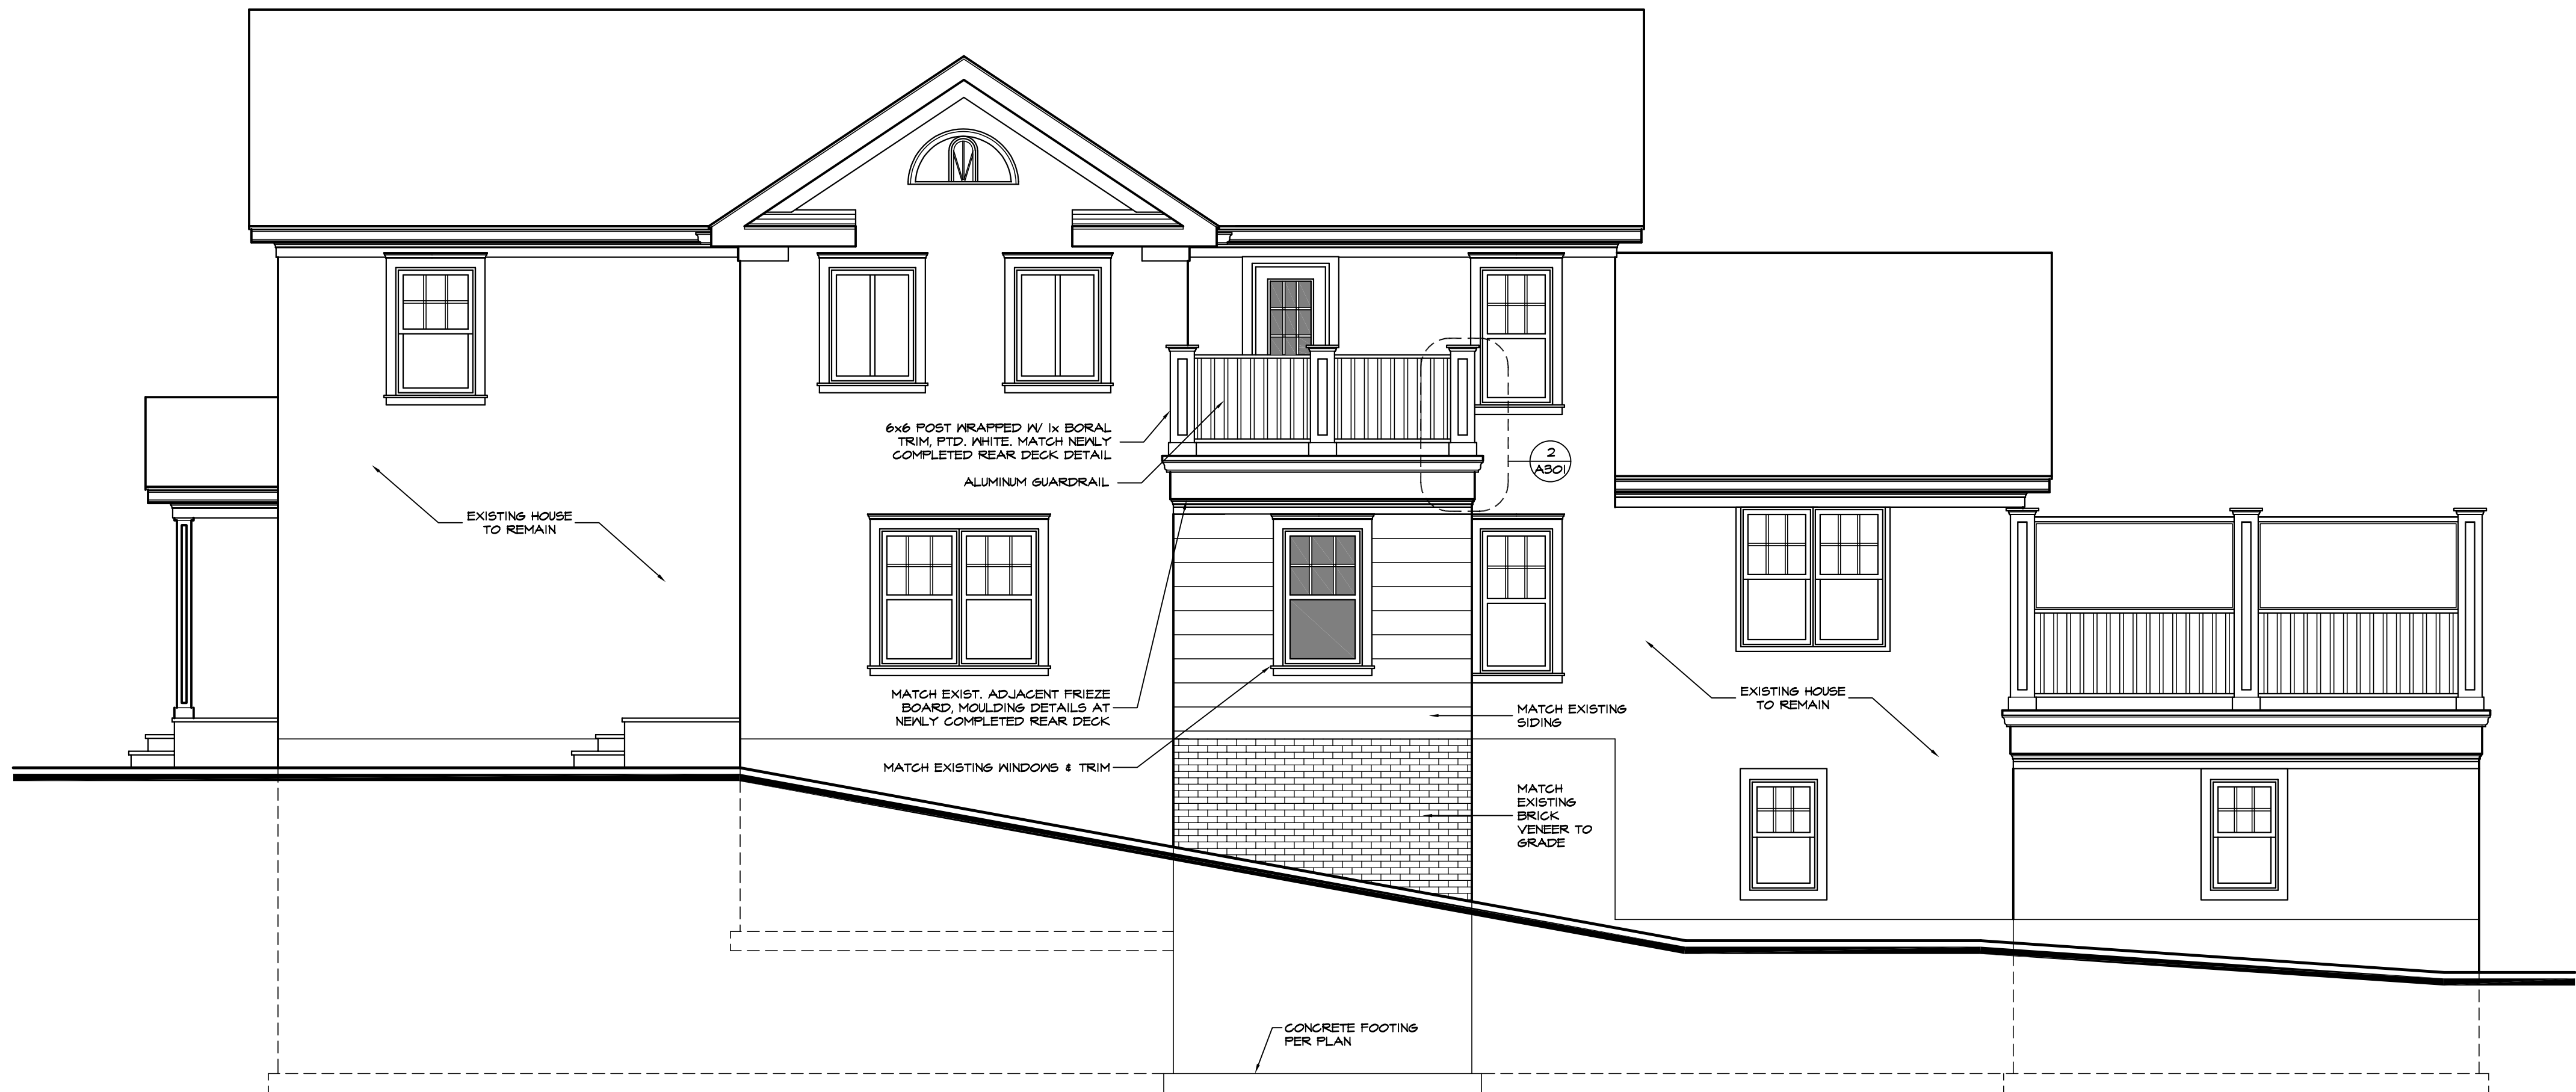 6x6 POST WRAPPED W/ 1x BORAL
TRIM, PTD. WHITE. MATCH NEWLY
COMPLETED REAR DECK DETAIL
ALUMINUM GUARDRAIL
2
A301
EXISTING HOUSE
TO REMAIN
MATCH EXIST. ADJACENT FRIEZE
BOARD, MOULDING DETAILS AT
NEWLY COMPLETED REAR DECK
MATCH EXISTING
SIDING
EXISTING HOUSE
TO REMAIN
MATCH EXISTING WINDOWS & TRIM
MATCH
EXISTING
BRICK
VENEER TO
GRADE
CONCRETE FOOTING
PER PLAN